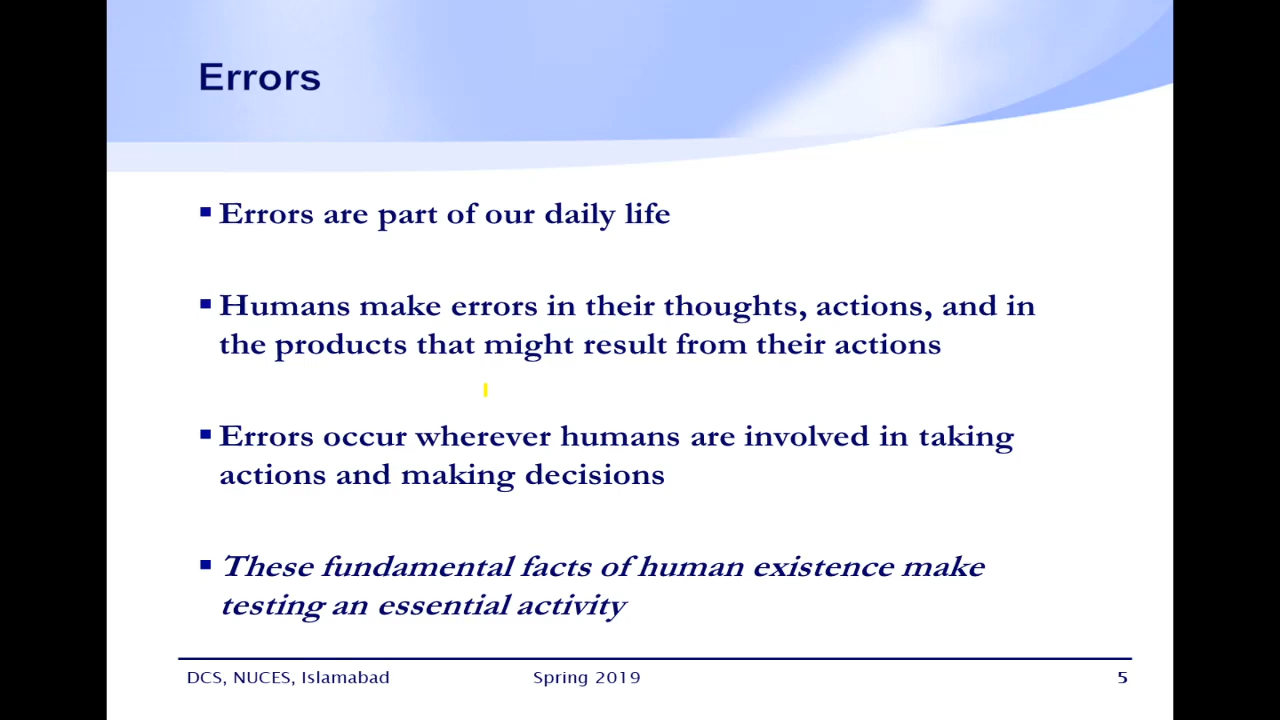 Errors
▪ Errors are part of our daily life
▪ Humans make errors in their thoughts, actions, and in
the products that might result from their actions
▪ Errors occur wherever humans are involved in taking
actions and making decisions
▪ These fundamental facts of human existence make
testing an essential activity
DCS, NUCES, Islamabad Spring 2019 5